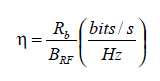 η = R_b / B_RF (bits / s / Hz)